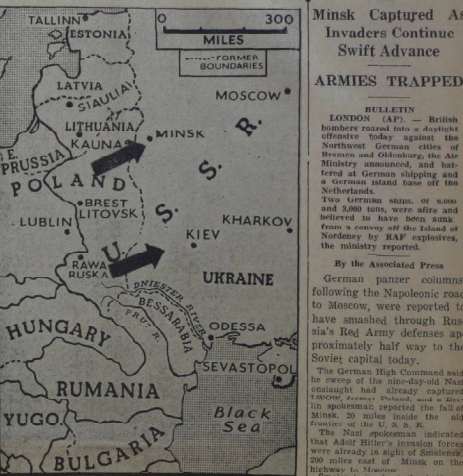 TALLINN
ESTONIA
LATVIA
SIAULIAI
LITHUANIA
KAUNAS
E.
PRUSSIA
POLAND
MINSK
MOSCOW
0 300
MILES
FORMER
BOUNDARIES
U. S. S. R.
BREST
LITOVSK
LUBLIN
KHARKOV
KIEV
RAWA
RUSKA
UKRAINE
DNIESTER RIVER
BESSARABIA
PRUT R.
ODESSA
HUNGARY
SEVASTOPOL
RUMANIA
Black
Sea
YUGO
BULGARIA
Minsk Captured As
Invaders Continue
Swift Advance
ARMIES TRAPPED
BULLETIN
LONDON (AP). — British
bombers roared into a daylight
offensive today against the
Northwest German cities of
Bremen and Oldenburg, the Air
Ministry announced, and bat-
tered at German shipping and
a German island base off the
Netherlands.
Two German ships, of 8,000
and 3,000 tons, were afire and
believed to have been sunk
from a convoy off the Island of
Nordeney by RAF explosives,
the ministry reported.
By the Associated Press
German panzer columns
following the Napoleonic road
to Moscow, were reported to
have smashed through Rus
sia's Red Army defenses ap
proximately half way to the
Soviet capital today.
The German High Command said
he sweep of the nine-day-old Nazi
onslaught had already captured
former Poland, and a Ber
lin spokesman reported the fall of
Minsk, 20 miles inside the old
frontier of the U. S. S. R.
The Nazi spokesman indicated
that Adolf Hitler's invasion forces
were already in sight of Smolensk
200 miles east of Minsk on the
highway to Moscow